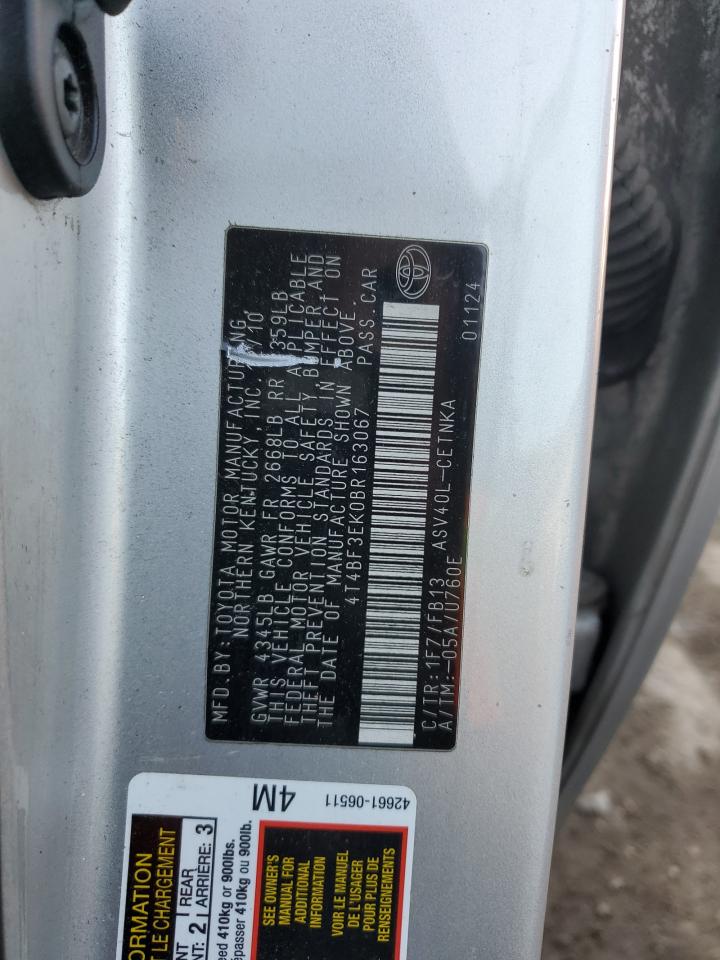 MFD.BY: TOYOTA MOTOR MANUFACTURING,
NORTHERN KENTUCKY, INC. /10
GVWR 4345LB GAWR FR 2668LB RR 359LB
THIS VEHICLE CONFORMS TO ALL APPLICABLE
FEDERAL MOTOR VEHICLE SAFETY, BUMPER, AND
THEFT PREVENTION STANDARDS IN EFFECT ON
THE DATE OF MANUFACTURE SHOWN ABOVE.
4T4BF3EK0BR163067 PASS.CAR
C/TR: 1F7/FB13 ASV40L-CETNKA
A/TM: -05A/U760E 01124
4M
42661-06511
ORMATION
T LE CHARGEMENT
NT 2 REAR 3
NT: ARRIÈRE:
eed 410kg or 900lbs.
épasser 410kg ou 900lb.
SEE OWNER'S
MANUAL FOR
ADDITIONAL
INFORMATION
VOIR LE MANUEL
DE L'USAGER
POUR PLUS DE
RENSEIGNEMENTS